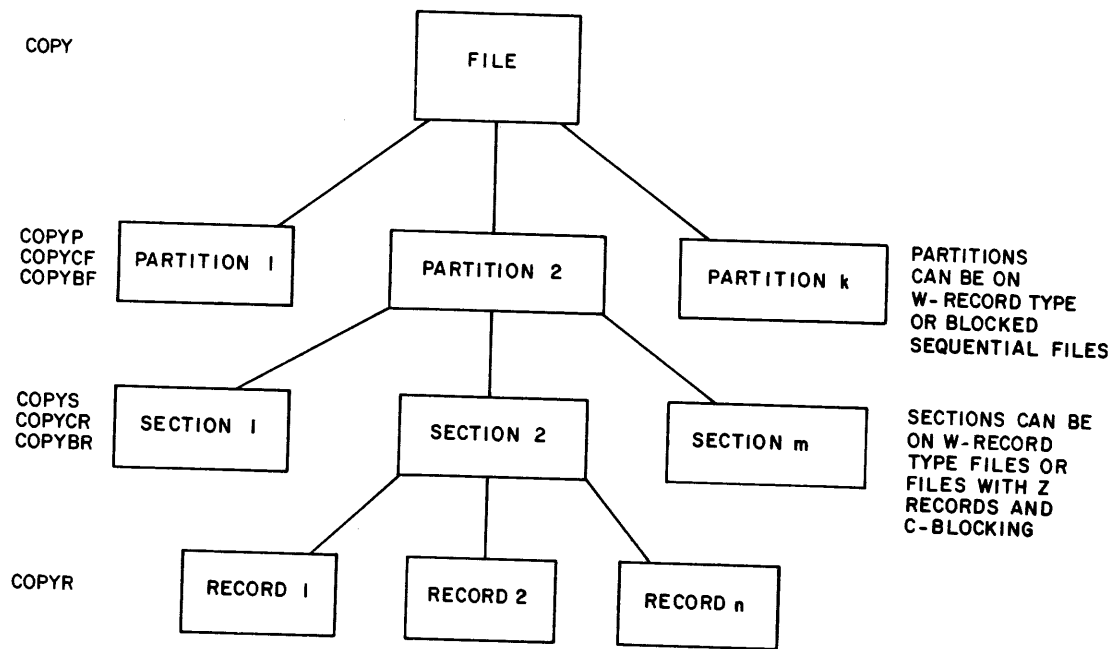 COPY
FILE
COPYP
COPYCF
COPYBF
PARTITION 1
PARTITION 2
PARTITION k
PARTITIONS
CAN BE ON
W-RECORD TYPE
OR BLOCKED
SEQUENTIAL FILES
COPYS
COPYCR
COPYBR
SECTION 1
SECTION 2
SECTION m
SECTIONS CAN BE
ON W-RECORD
TYPE FILES OR
FILES WITH Z
RECORDS AND
C-BLOCKING
COPYR
RECORD 1
RECORD 2
RECORD n